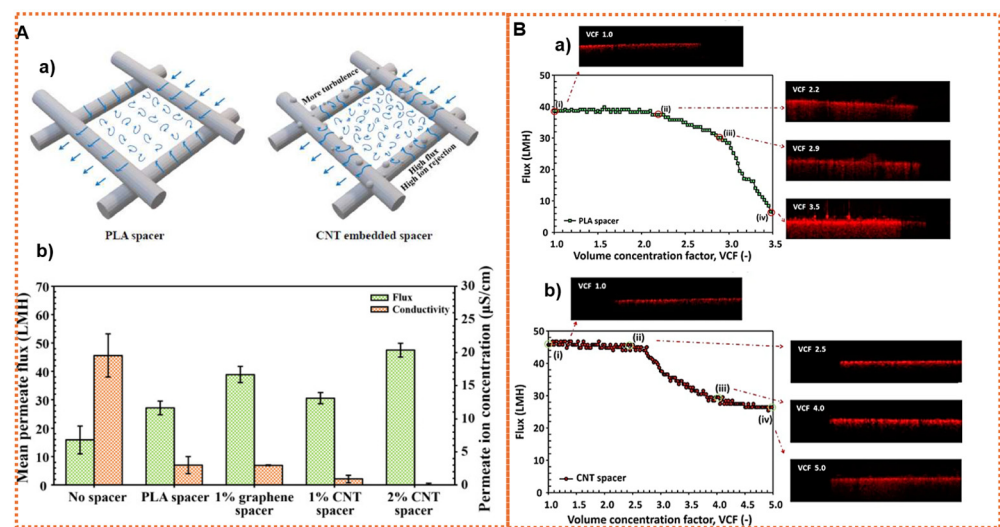 A
a)
More turbulence
High flux
High ion rejection
PLA spacer
CNT embedded spacer
b)
Flux
Conductivity
Mean permeate flux (LMH)
70
60
50
40
30
20
10
0
Permeate ion concentration (µS/cm)
30
25
20
15
10
5
0
No spacer
PLA spacer
1% graphene
spacer
1% CNT
spacer
2% CNT
spacer
B
a)
VCF 1.0
Flux (LMH)
50
40
30
20
10
0
(i)
(ii)
(iii)
(iv)
PLA spacer
1.0 1.5 2.0 2.5 3.0 3.5
Volume concentration factor, VCF (-)
VCF 2.2
VCF 2.9
VCF 3.5
b)
VCF 1.0
Flux (LMH)
50
40
30
20
10
0
(i)
(ii)
(iii)
(iv)
CNT spacer
1.0 1.5 2.0 2.5 3.0 3.5 4.0 4.5 5.0
Volume concentration factor, VCF (-)
VCF 2.5
VCF 4.0
VCF 5.0